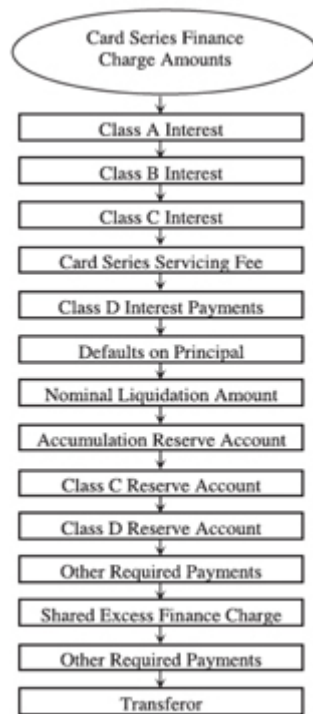 Card Series Finance
Charge Amounts
Class A Interest
Class B Interest
Class C Interest
Card Series Servicing Fee
Class D Interest Payments
Defaults on Principal
Nominal Liquidation Amount
Accumulation Reserve Account
Class C Reserve Account
Class D Reserve Account
Other Required Payments
Shared Excess Finance Charge
Other Required Payments
Transferor